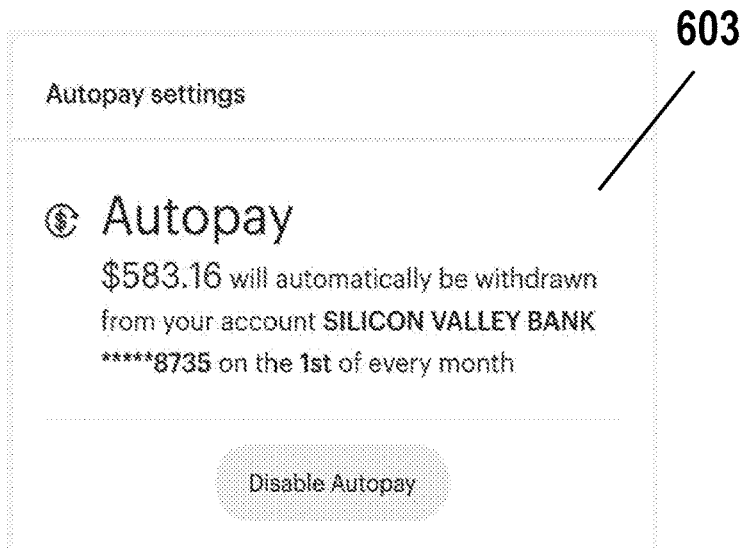 603
Autopay settings
Autopay
$583.16 will automatically be withdrawn
from your account SILICON VALLEY BANK
*****8735 on the 1st of every month
Disable Autopay